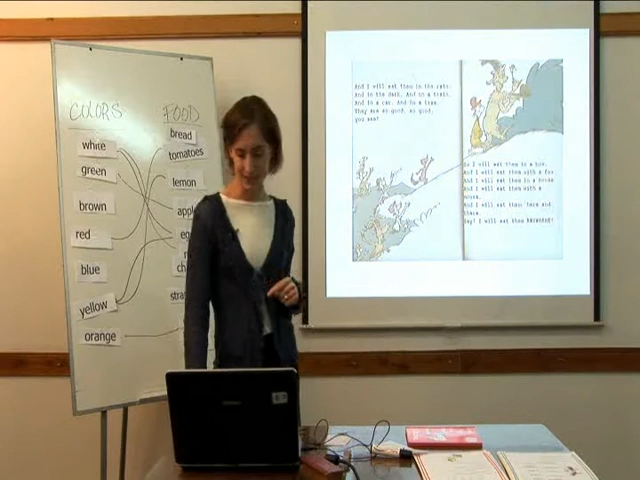 COLORS
FOOD
white
bread
tomatoes
green
lemon
brown
red
blue
yellow
orange
And I will eat them in the rain.
And in the dark. And on a train.
And in a car. And in a tree.
They are so good, so good,
you see!
So I will eat them in a box.
And I will eat them with a fox
And I will eat them in a house
And I will eat them with a
mouse.
And I will eat them here and
there.
Say! I will eat them ANYWHERE!